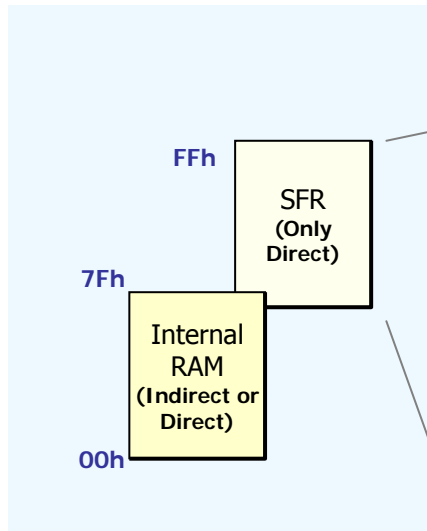 FFh
SFR
(Only
Direct)
7Fh
Internal
RAM
(Indirect or
Direct)
00h